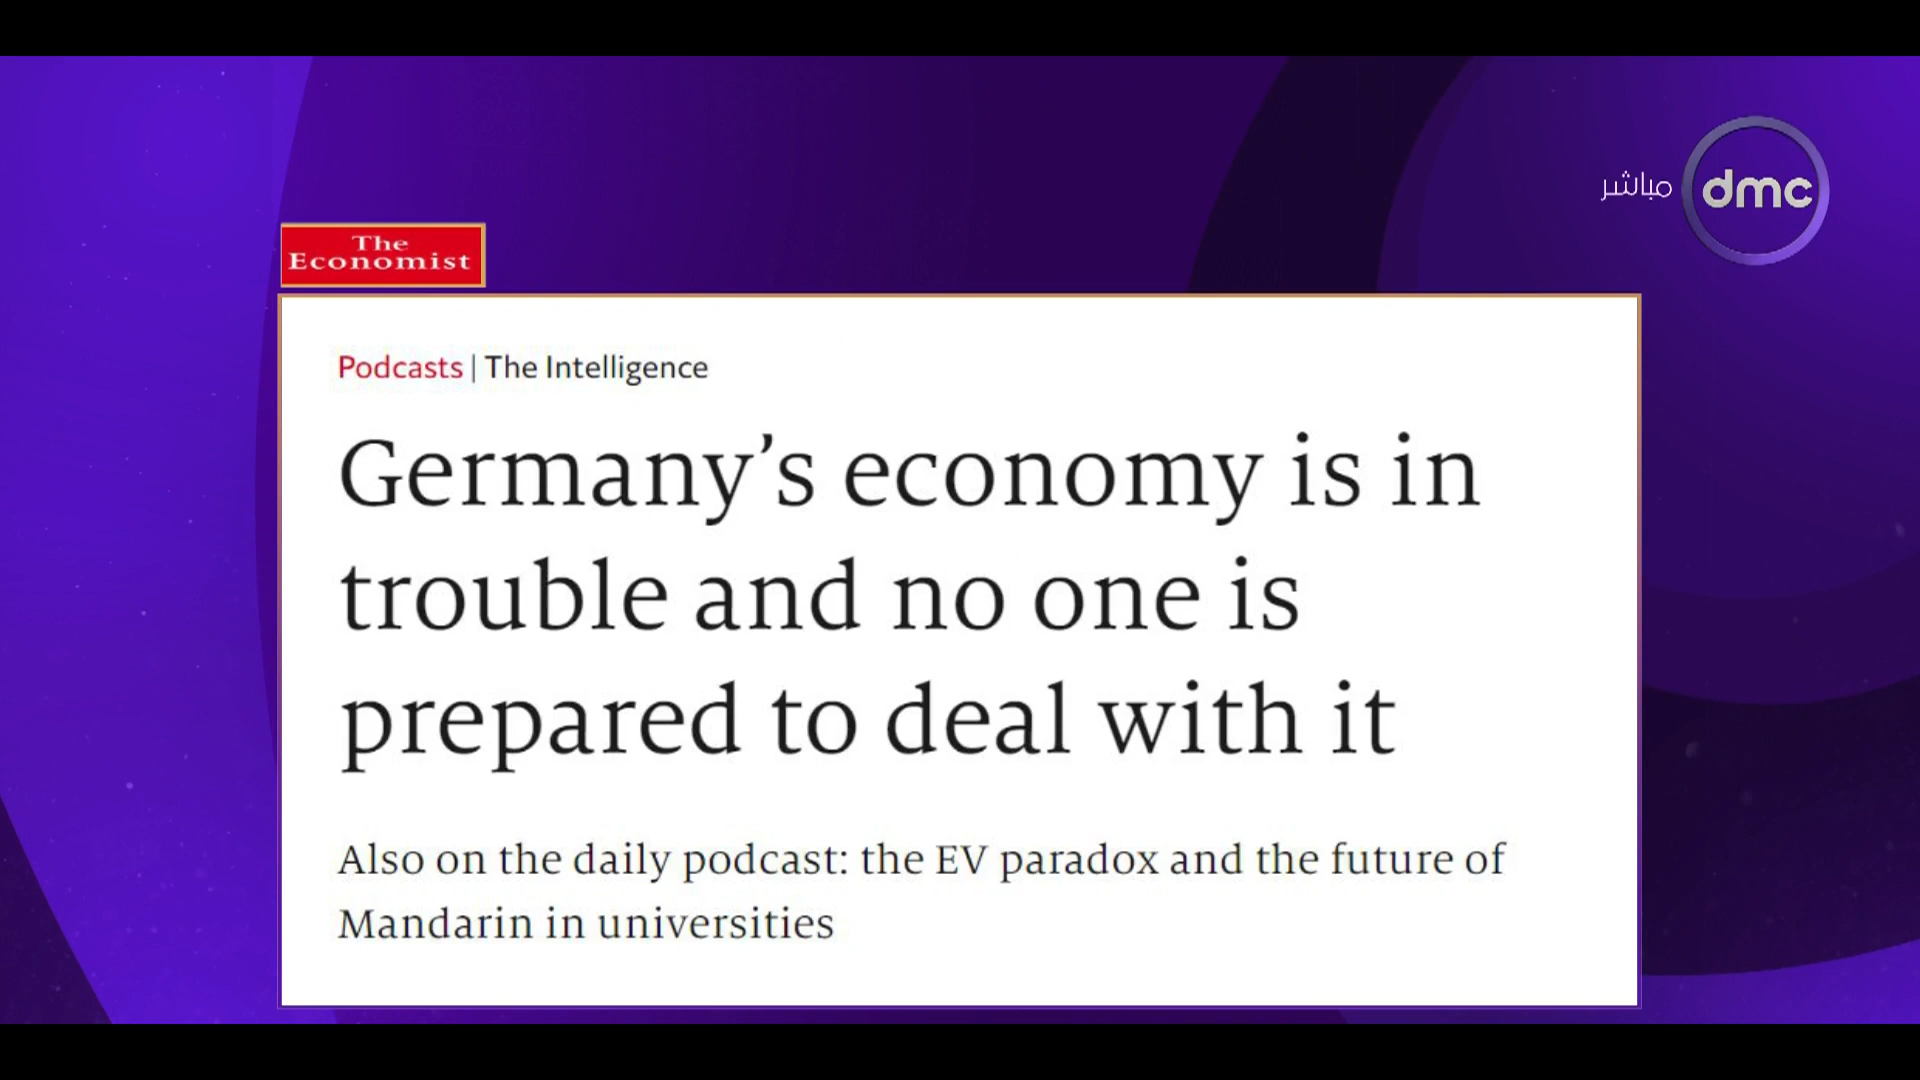 مباشر
dmc
The
Economist
Podcasts | The Intelligence
Germany’s economy is in
trouble and no one is
prepared to deal with it
Also on the daily podcast: the EV paradox and the future of
Mandarin in universities